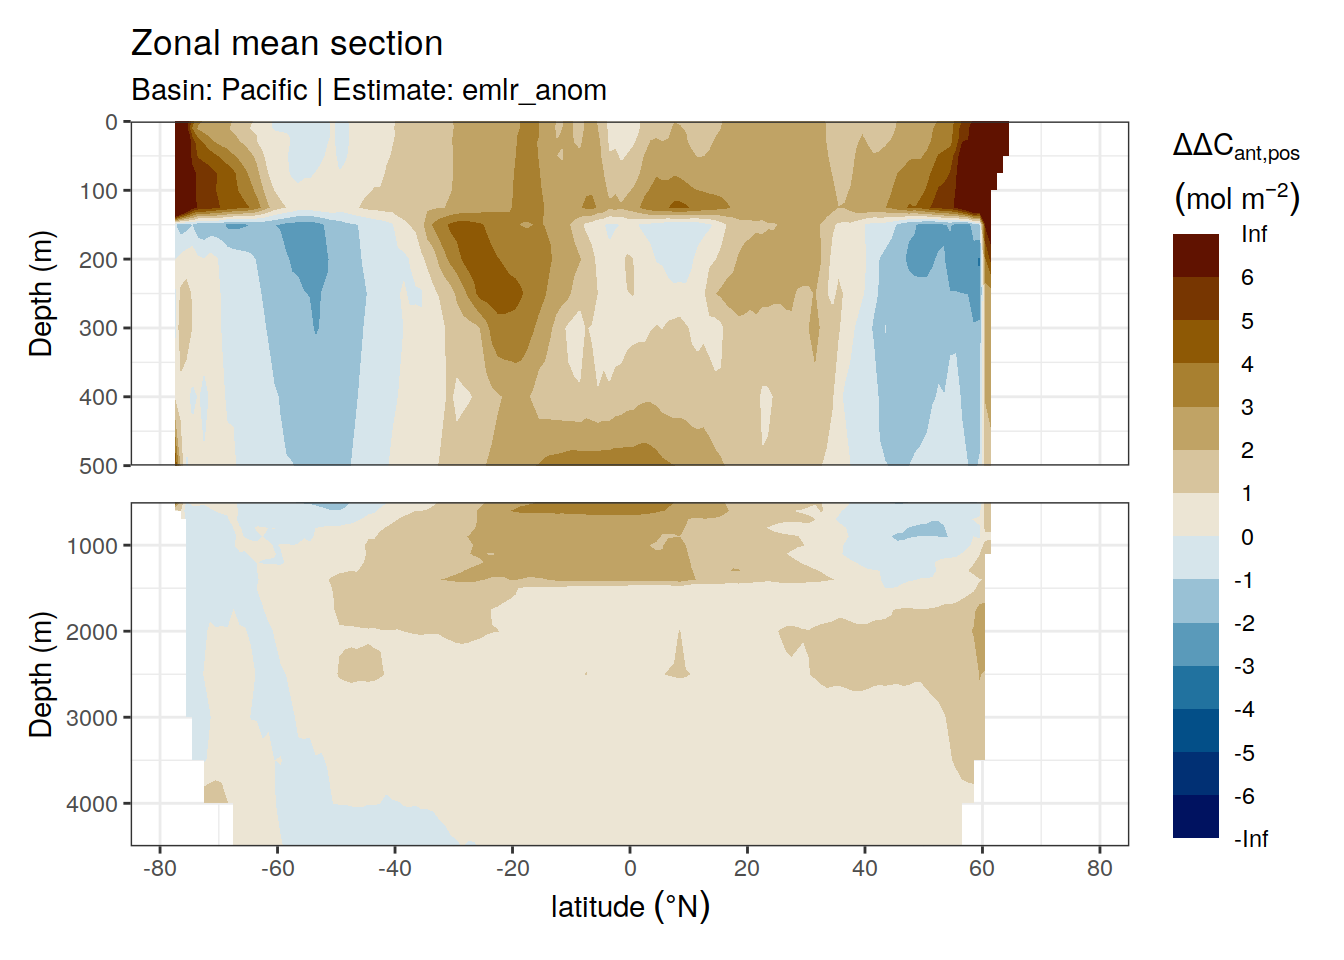 Zonal mean section
Basin: Pacific | Estimate: emlr_anom
ΔΔCant,pos
(mol m−2)
Inf
6
5
4
3
2
1
0
-1
-2
-3
-4
-5
-6
-Inf
Depth (m)
0
100
200
300
400
500
Depth (m)
1000
2000
3000
4000
-80 -60 -40 -20 0 20 40 60 80
latitude (°N)